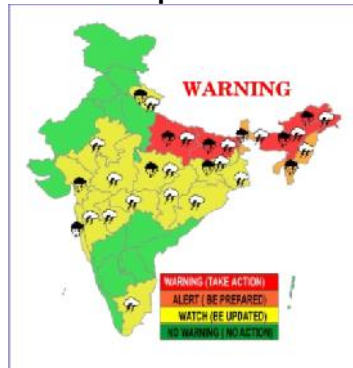 WARNING
WARNING (TAKE ACTION)
ALERT ( BE PREPARED)
WATCH (BE UPDATED)
NO WARNING ( NO ACTION)